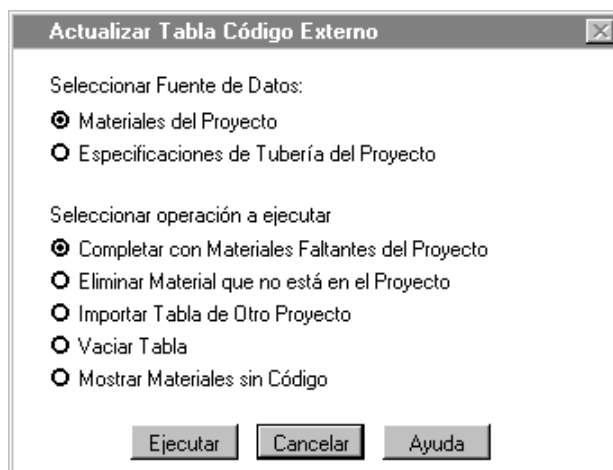 Actualizar Tabla Código Externo
Seleccionar Fuente de Datos:
Materiales del Proyecto
Especificaciones de Tubería del Proyecto
Seleccionar operación a ejecutar
Completar con Materiales Faltantes del Proyecto
Eliminar Material que no está en el Proyecto
Importar Tabla de Otro Proyecto
Vaciar Tabla
Mostrar Materiales sin Código
Ejecutar Cancelar Ayuda